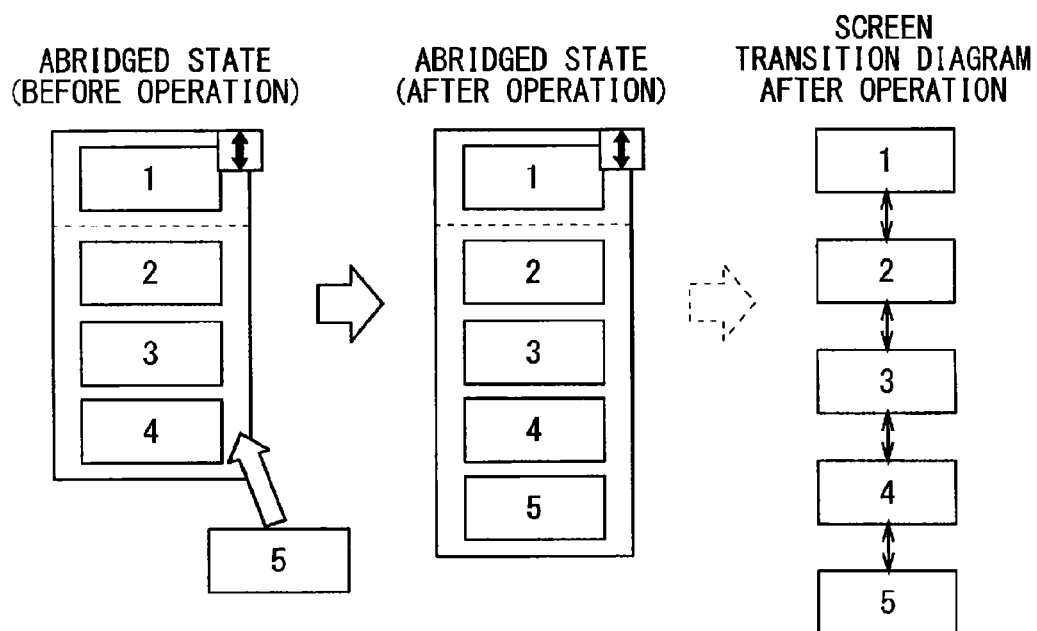 ABRIDGED STATE
(BEFORE OPERATION)
1
2
3
4
5
ABRIDGED STATE
(AFTER OPERATION)
1
2
3
4
5
SCREEN
TRANSITION DIAGRAM
AFTER OPERATION
1
2
3
4
5